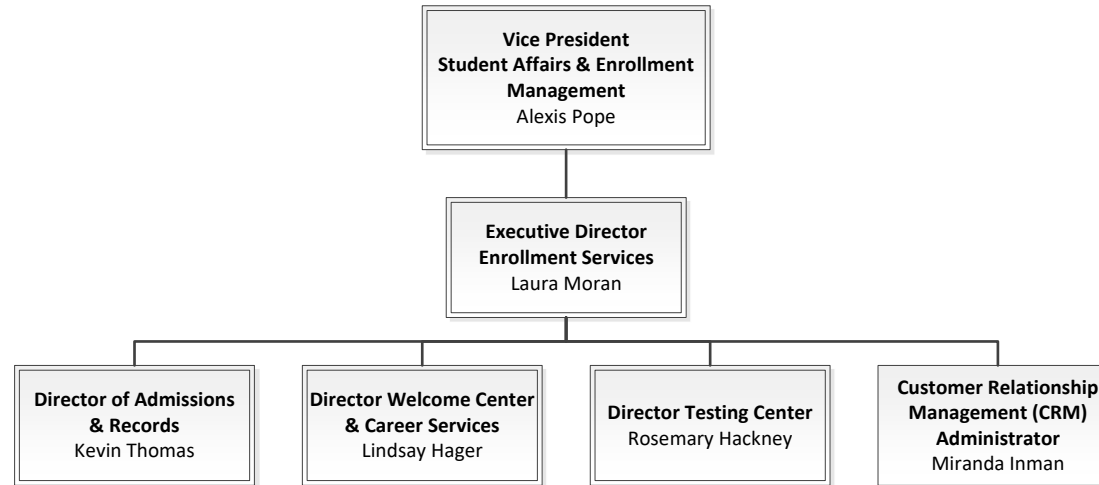 Vice President
Student Affairs & Enrollment
Management
Alexis Pope
Executive Director
Enrollment Services
Laura Moran
Director of Admissions
& Records
Kevin Thomas
Director Welcome Center
& Career Services
Lindsay Hager
Director Testing Center
Rosemary Hackney
Customer Relationship
Management (CRM)
Administrator
Miranda Inman